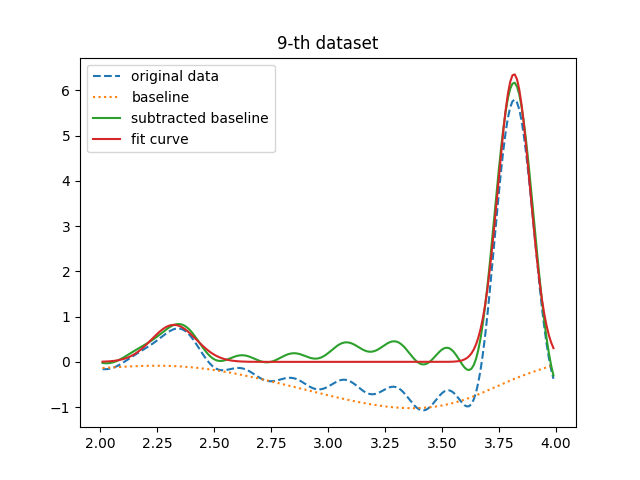 9-th dataset
original data
baseline
subtracted baseline
fit curve
6
5
4
3
2
1
0
−1
2.00 2.25 2.50 2.75 3.00 3.25 3.50 3.75 4.00